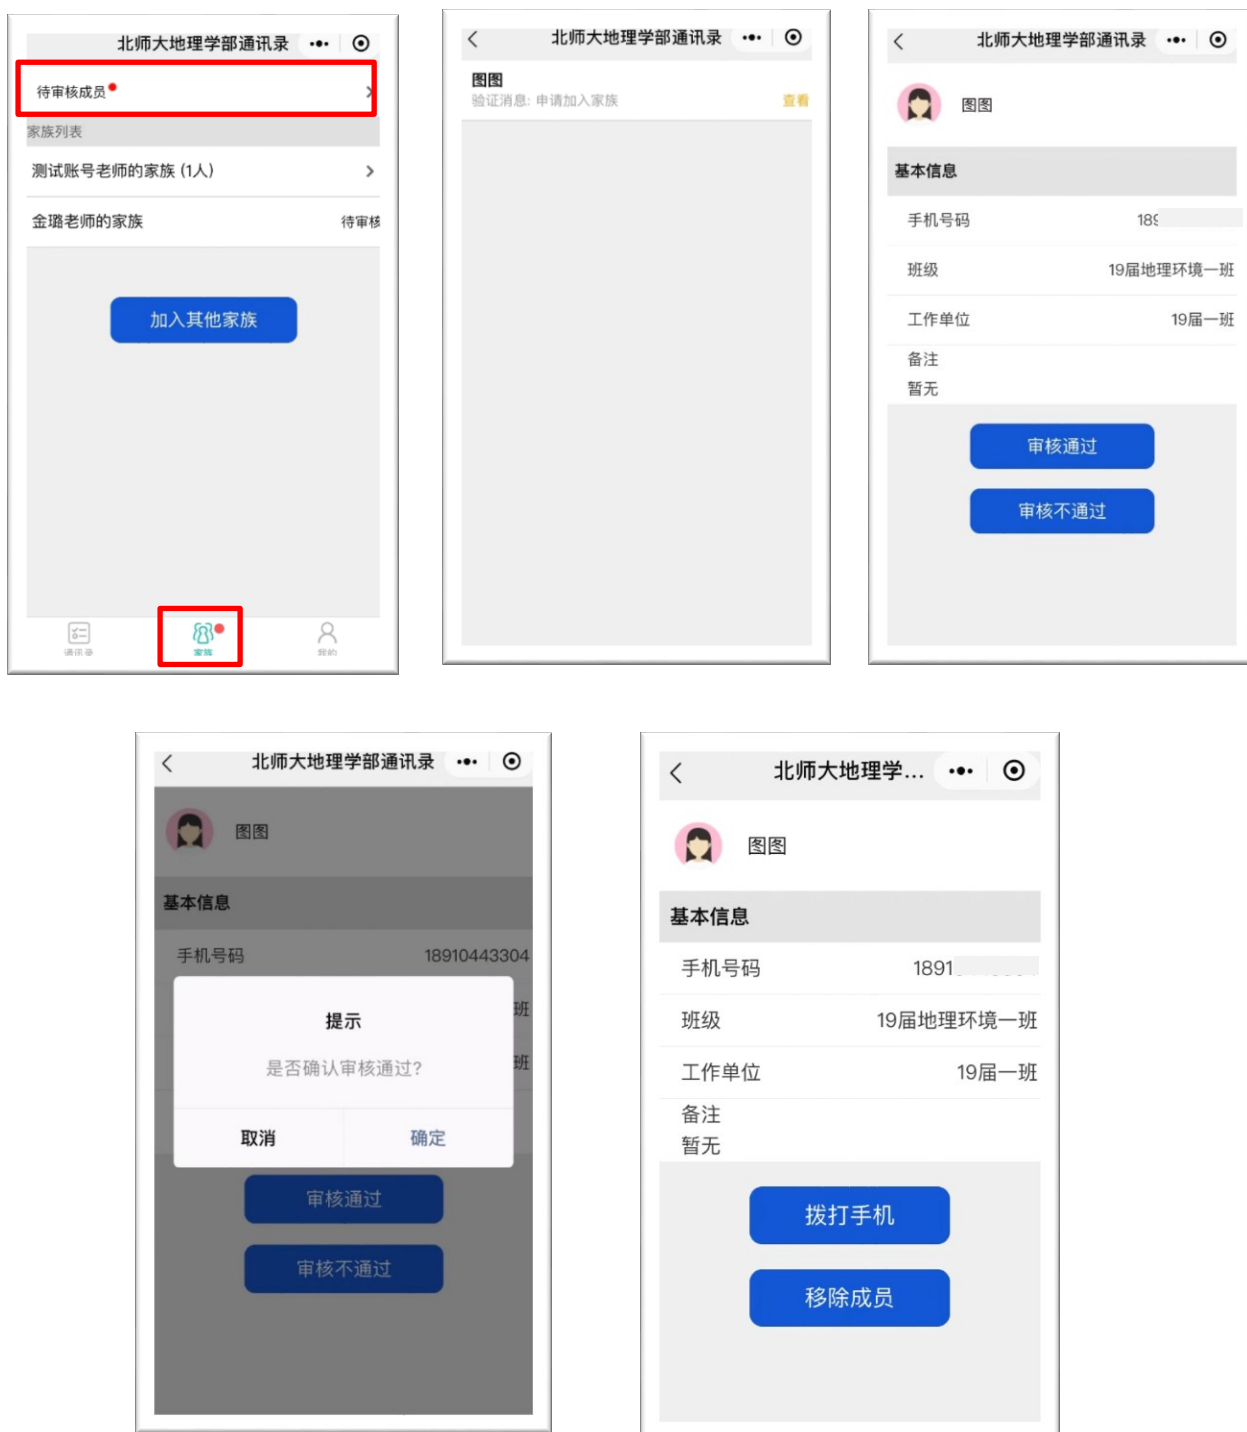 北师大地理学部通讯录
待审核成员
家族列表
测试账号老师的家族 (1人)
金璐老师的家族 待审核
加入其他家族
通讯录 家族 我的
北师大地理学部通讯录
图图
验证消息: 申请加入家族 查看
北师大地理学部通讯录
图图
基本信息
手机号码 189
班级 19届地理环境一班
工作单位 19届一班
备注
暂无
审核通过
审核不通过
北师大地理学部通讯录
图图
基本信息
手机号码 18910443304
班
提示
是否确认审核通过?
班
取消 确定
审核通过
审核不通过
北师大地理学...
图图
基本信息
手机号码 1891
班级 19届地理环境一班
工作单位 19届一班
备注
暂无
拨打手机
移除成员